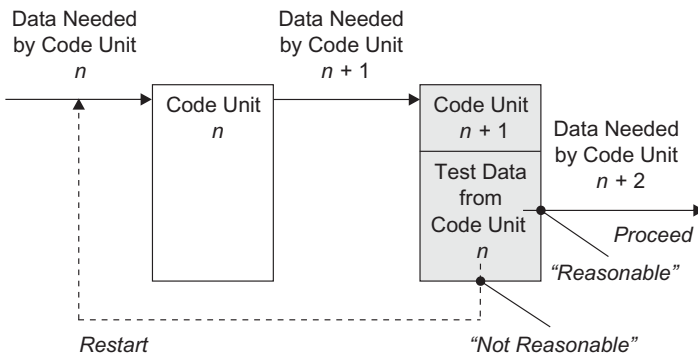 Data Needed
by Code Unit
n
Data Needed
by Code Unit
n + 1
Code Unit
n
Code Unit
n + 1
Test Data
from
Code Unit
n
Data Needed
by Code Unit
n + 2
Proceed
“Reasonable”
Restart
“Not Reasonable”